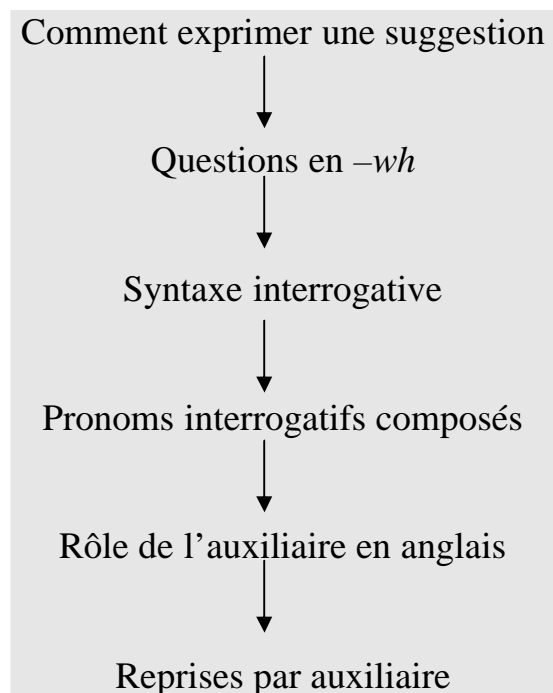 Comment exprimer une suggestion
Questions en –wh
Syntaxe interrogative
Pronoms interrogatifs composés
Rôle de l’auxiliaire en anglais
Reprises par auxiliaire